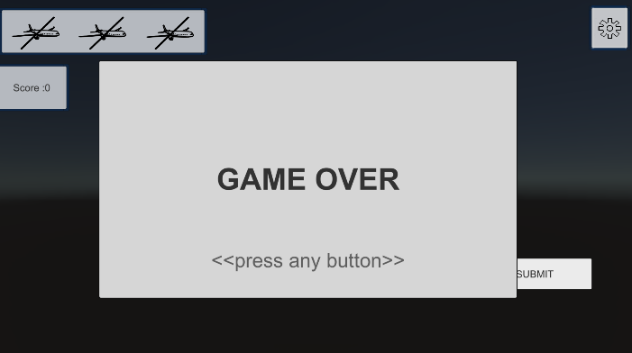 Score :0
GAME OVER
<<press any button>>
SUBMIT